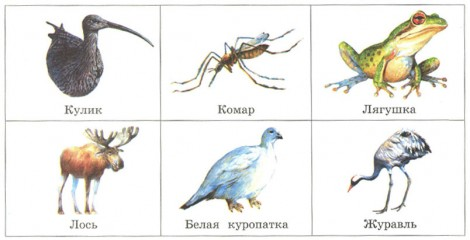 Кулик
Комар
Лягушка
Лось
Белая куропатка
Журавль